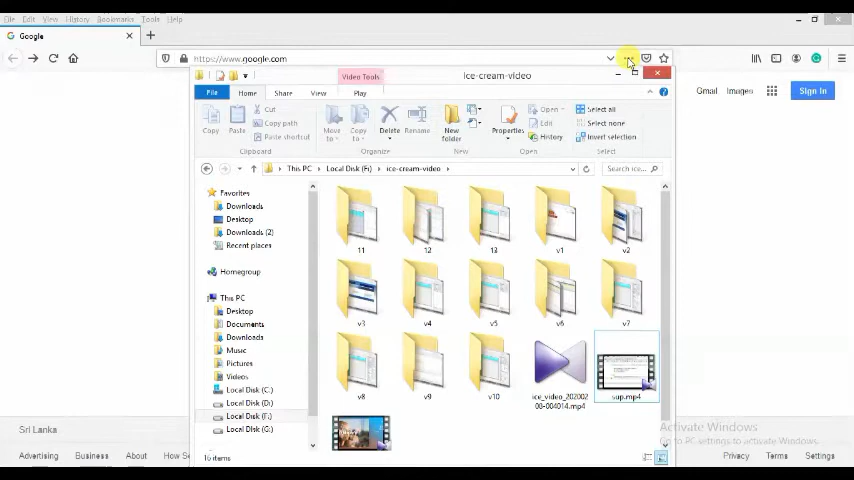 File Edit View History Bookmarks Tools Help
Google
https://www.google.com
Video Tools
ice-cream-video
File Home Share View Play
Gmail Images
Sign In
Copy Paste
Cut
Copy path
Paste shortcut
Clipboard
Move to
Copy to
Delete
Rename
Organize
New folder
New
Properties
Open
Edit
History
Open
Select all
Select none
Invert selection
Select
This PC
Local Disk (F:)
ice-cream-video
Search ice...
Favorites
Downloads
Desktop
Downloads (2)
Recent places
Homegroup
This PC
Desktop
Documents
Downloads
Music
Pictures
Videos
Local Disk (C:)
Local Disk (D:)
Local Disk (F:)
Local Disk (G:)
11 12 13 v1 v2
v3 v4 v5 v6 v7
v8 v9 v10
ice_video_20200208-004014.mp4
sup.mp4
16 items
Sri Lanka
Activate Windows
Go to PC settings to activate Windows.
Advertising Business About How Se
Privacy Terms Settings